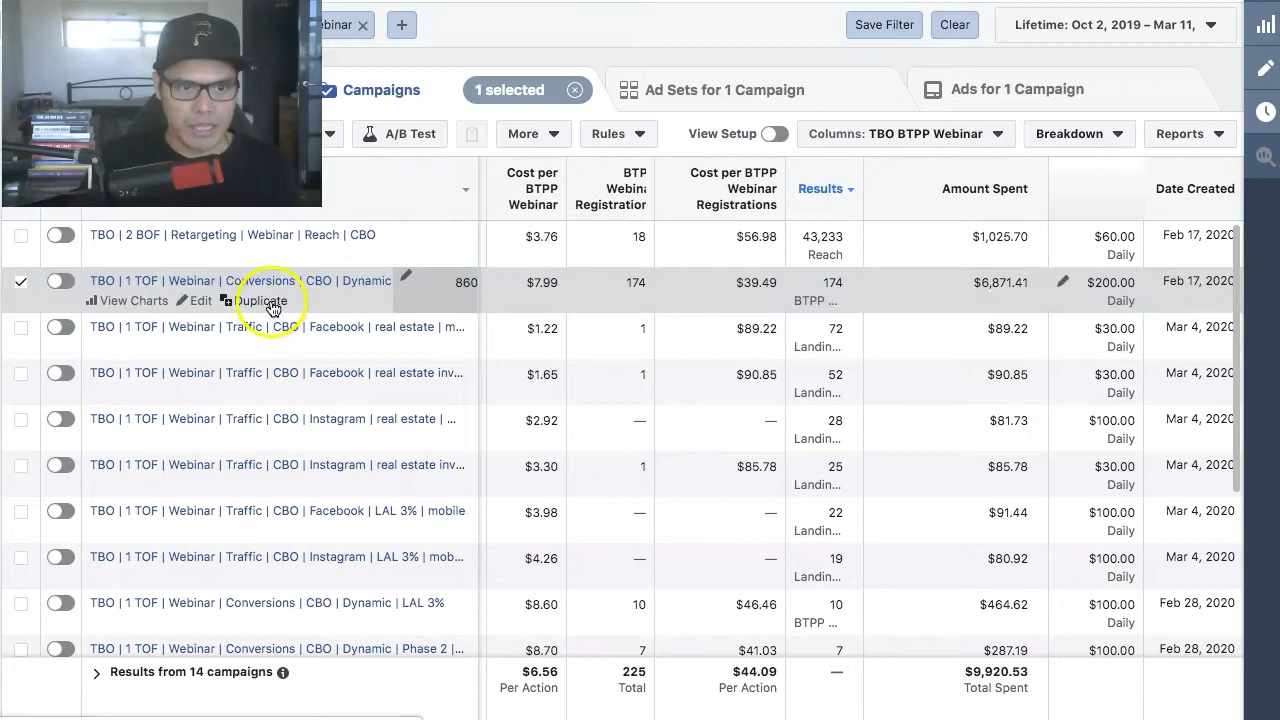 ebinar ×
+
Save Filter
Clear
Lifetime: Oct 2, 2019 – Mar 11,
Campaigns
1 selected
Ad Sets for 1 Campaign
Ads for 1 Campaign
A/B Test
More
Rules
View Setup
Columns: TBO BTPP Webinar
Breakdown
Reports
Cost per
BTPP
Webinar
BTP
Webina
Registration
Cost per BTPP
Webinar
Registrations
Results
Amount Spent
Date Created
TBO | 2 BOF | Retargeting | Webinar | Reach | CBO
$3.76
18
$56.98
43,233
Reach
$1,025.70
$60.00
Daily
Feb 17, 2020
TBO | 1 TOF | Webinar | Conversions | CBO | Dynamic
860
View Charts
Edit
Duplicate
$7.99
174
$39.49
174
BTPP ...
$6,871.41
$200.00
Daily
Feb 17, 2020
TBO | 1 TOF | Webinar | Traffic | CBO | Facebook | real estate | m...
$1.22
1
$89.22
72
Landin...
$89.22
$30.00
Daily
Mar 4, 2020
TBO | 1 TOF | Webinar | Traffic | CBO | Facebook | real estate inv...
$1.65
1
$90.85
52
Landin...
$90.85
$30.00
Daily
Mar 4, 2020
TBO | 1 TOF | Webinar | Traffic | CBO | Instagram | real estate | ...
$2.92
—
—
28
Landin...
$81.73
$100.00
Daily
Mar 4, 2020
TBO | 1 TOF | Webinar | Traffic | CBO | Instagram | real estate inv...
$3.30
1
$85.78
25
Landin...
$85.78
$30.00
Daily
Mar 4, 2020
TBO | 1 TOF | Webinar | Traffic | CBO | Facebook | LAL 3% | mobile
$3.98
—
—
22
Landin...
$91.44
$100.00
Daily
Mar 4, 2020
TBO | 1 TOF | Webinar | Traffic | CBO | Instagram | LAL 3% | mob...
$4.26
—
—
19
Landin...
$80.92
$100.00
Daily
Mar 4, 2020
TBO | 1 TOF | Webinar | Conversions | CBO | Dynamic | LAL 3%
$8.60
10
$46.46
10
BTPP ...
$464.62
$100.00
Daily
Feb 28, 2020
TBO | 1 TOF | Webinar | Conversions | CBO | Dynamic | Phase 2 |...
$8.70
7
$41.03
7
$287.19
$100.00
Feb 28, 2020
Results from 14 campaigns
$6.56
Per Action
225
Total
$44.09
Per Action
—
$9,920.53
Total Spent